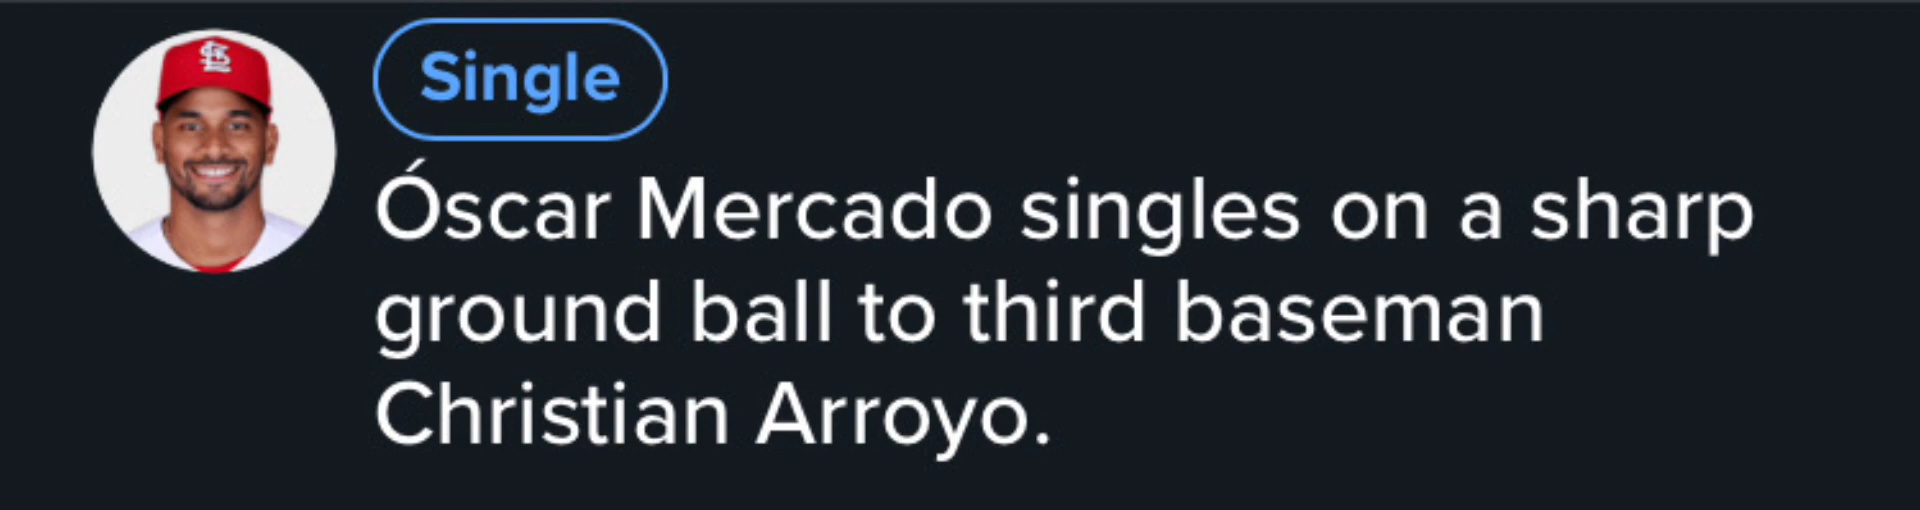 Single
Óscar Mercado singles on a sharp
ground ball to third baseman
Christian Arroyo.